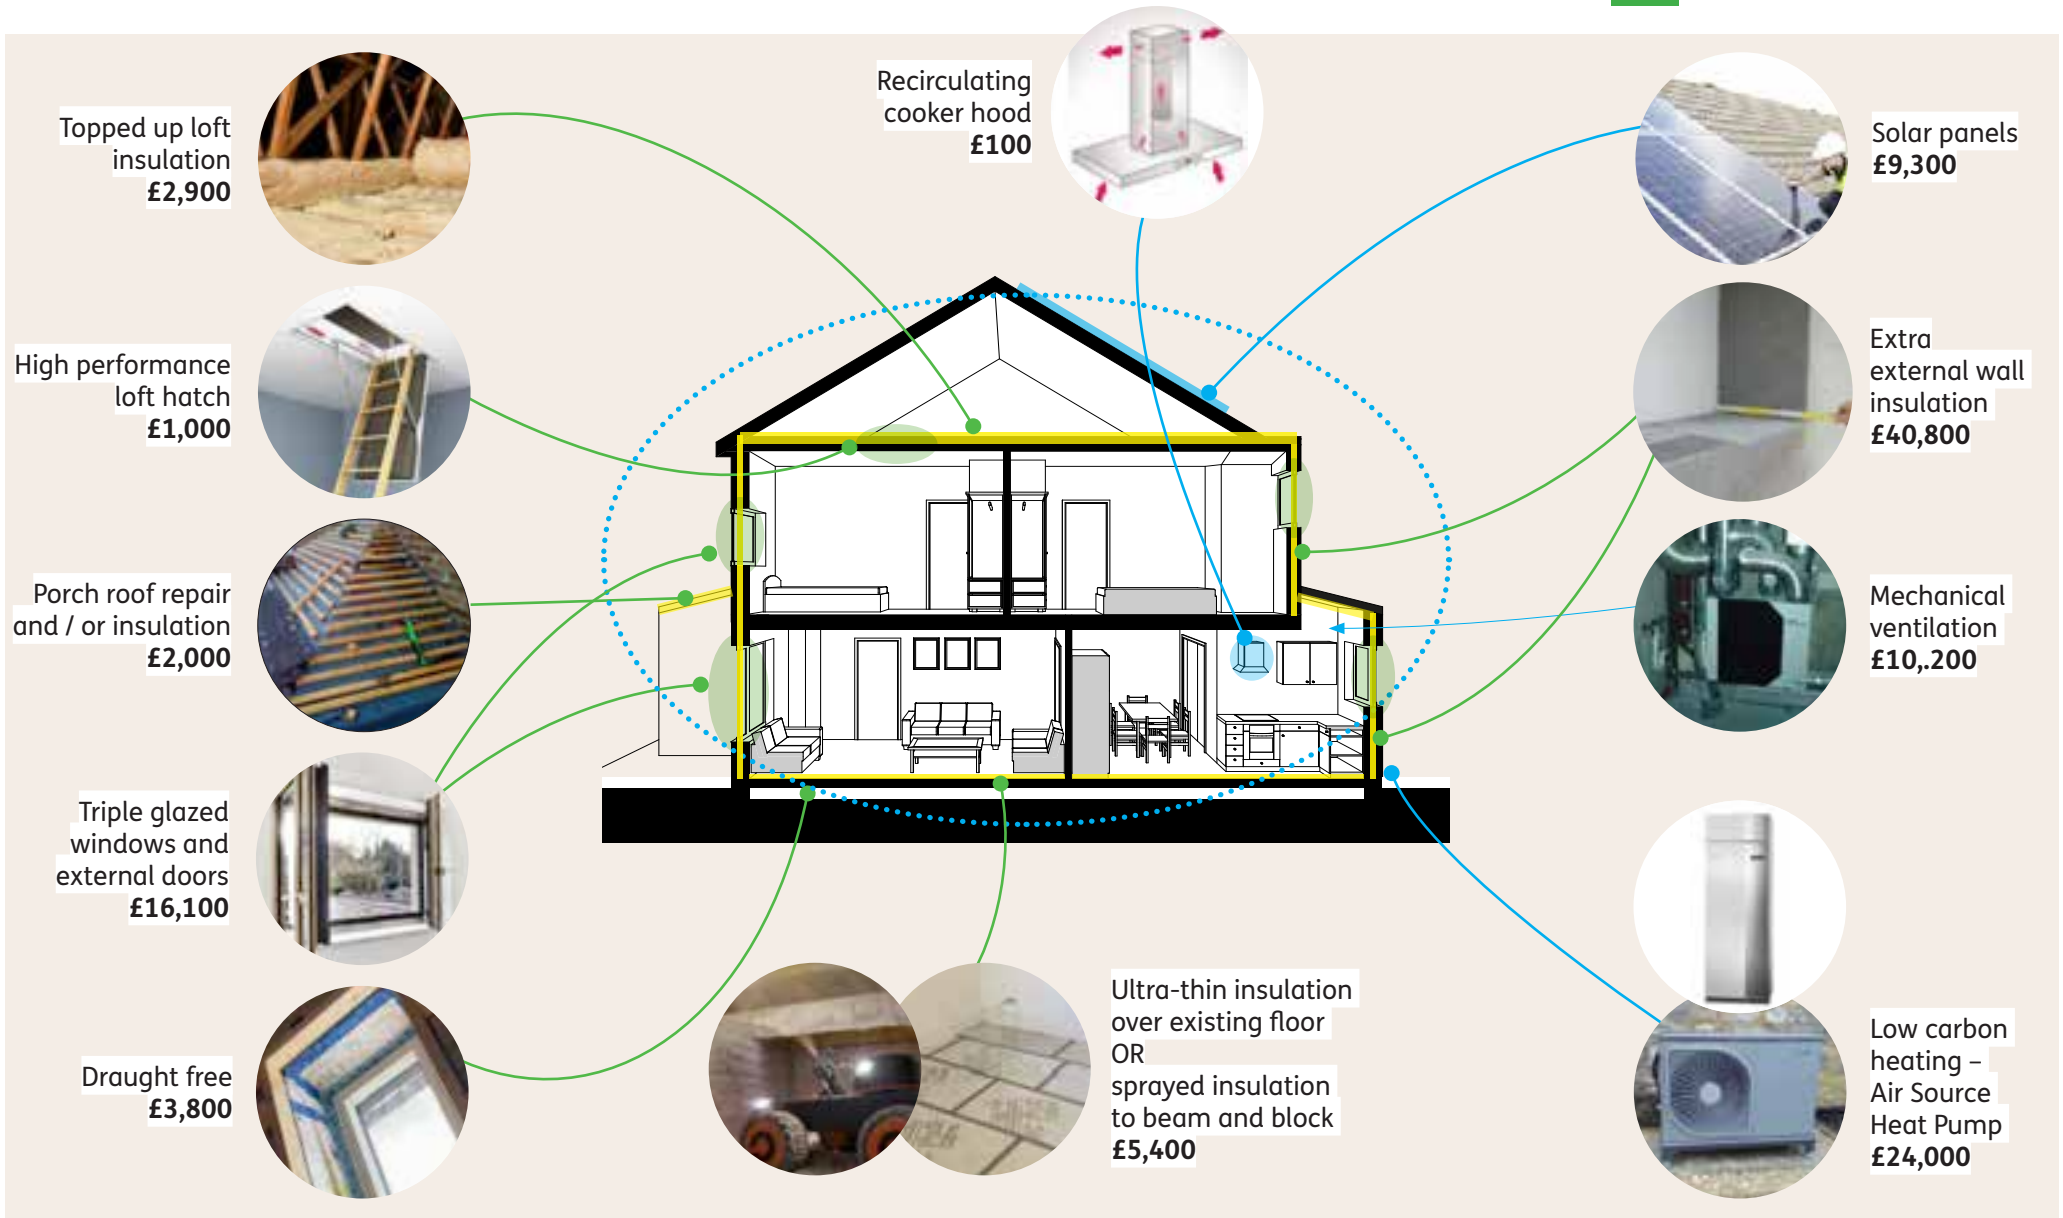 Topped up loft
insulation
£2,900
High performance
loft hatch
£1,000
Porch roof repair
and / or insulation
£2,000
Triple glazed
windows and
external doors
£16,100
Draught free
£3,800
Recirculating
cooker hood
£100
Ultra-thin insulation
over existing floor
OR
sprayed insulation
to beam and block
£5,400
Solar panels
£9,300
Extra
external wall
insulation
£40,800
Mechanical
ventilation
£10,.200
Low carbon
heating –
Air Source
Heat Pump
£24,000